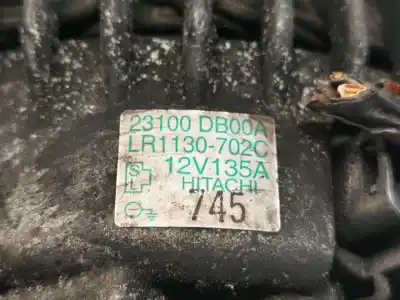 23100 DB00A
LR1130-702C
12V135A
S
L
HITACHI
745